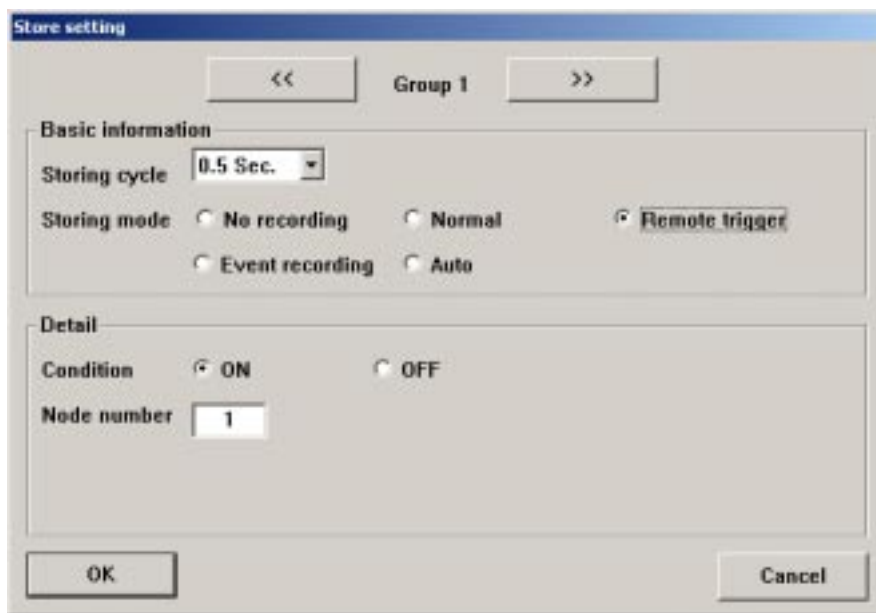 Store setting
<< Group 1 >>
Basic information
Storing cycle 0.5 Sec.
Storing mode No recording Normal Remote trigger
Event recording Auto
Detail
Condition ON OFF
Node number 1
OK Cancel